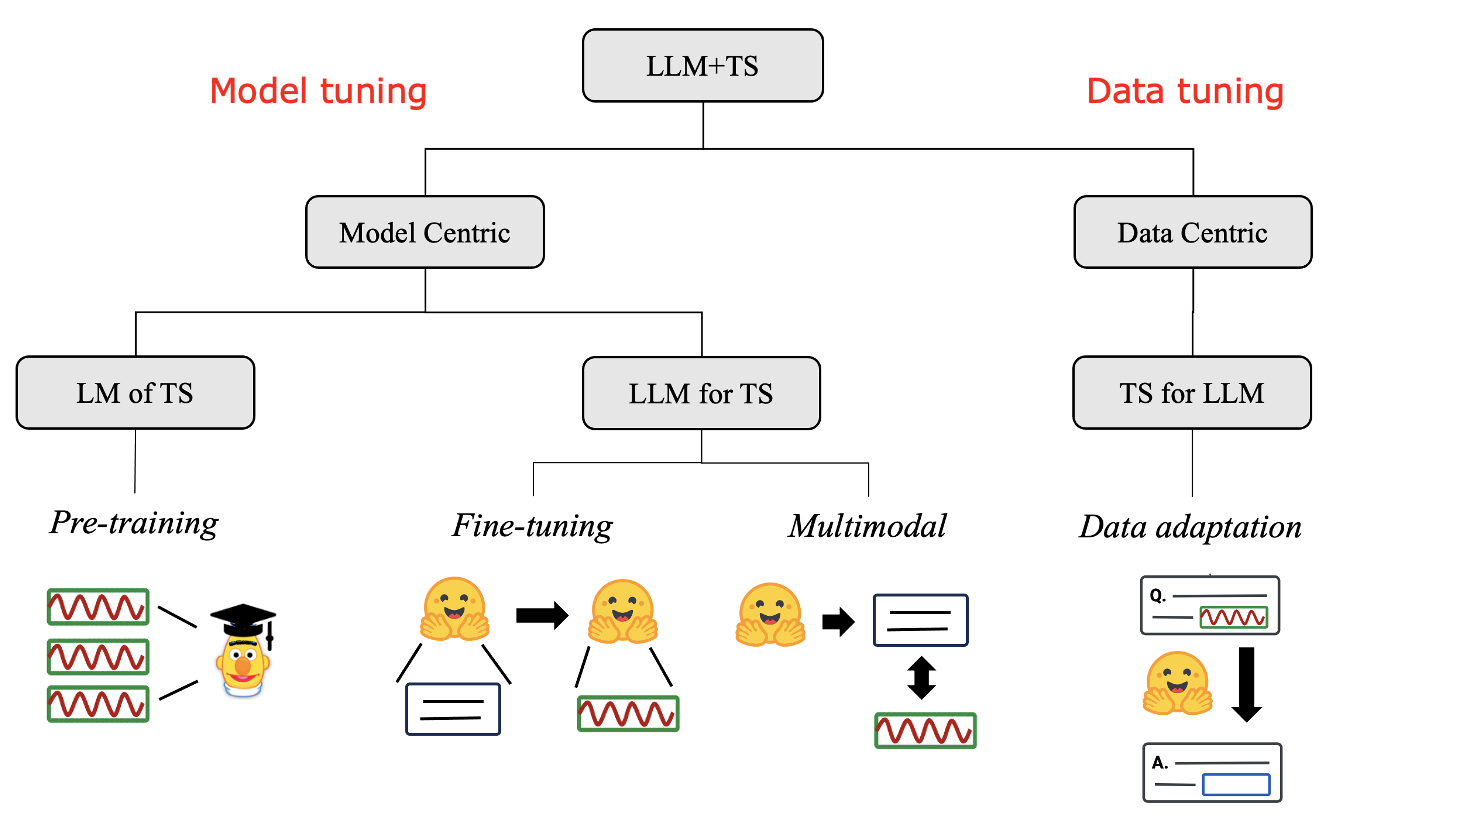 LLM+TS
Model tuning
Data tuning
Model Centric
Data Centric
LM of TS
LLM for TS
TS for LLM
Pre-training
Fine-tuning
Multimodal
Data adaptation
Q.
A.